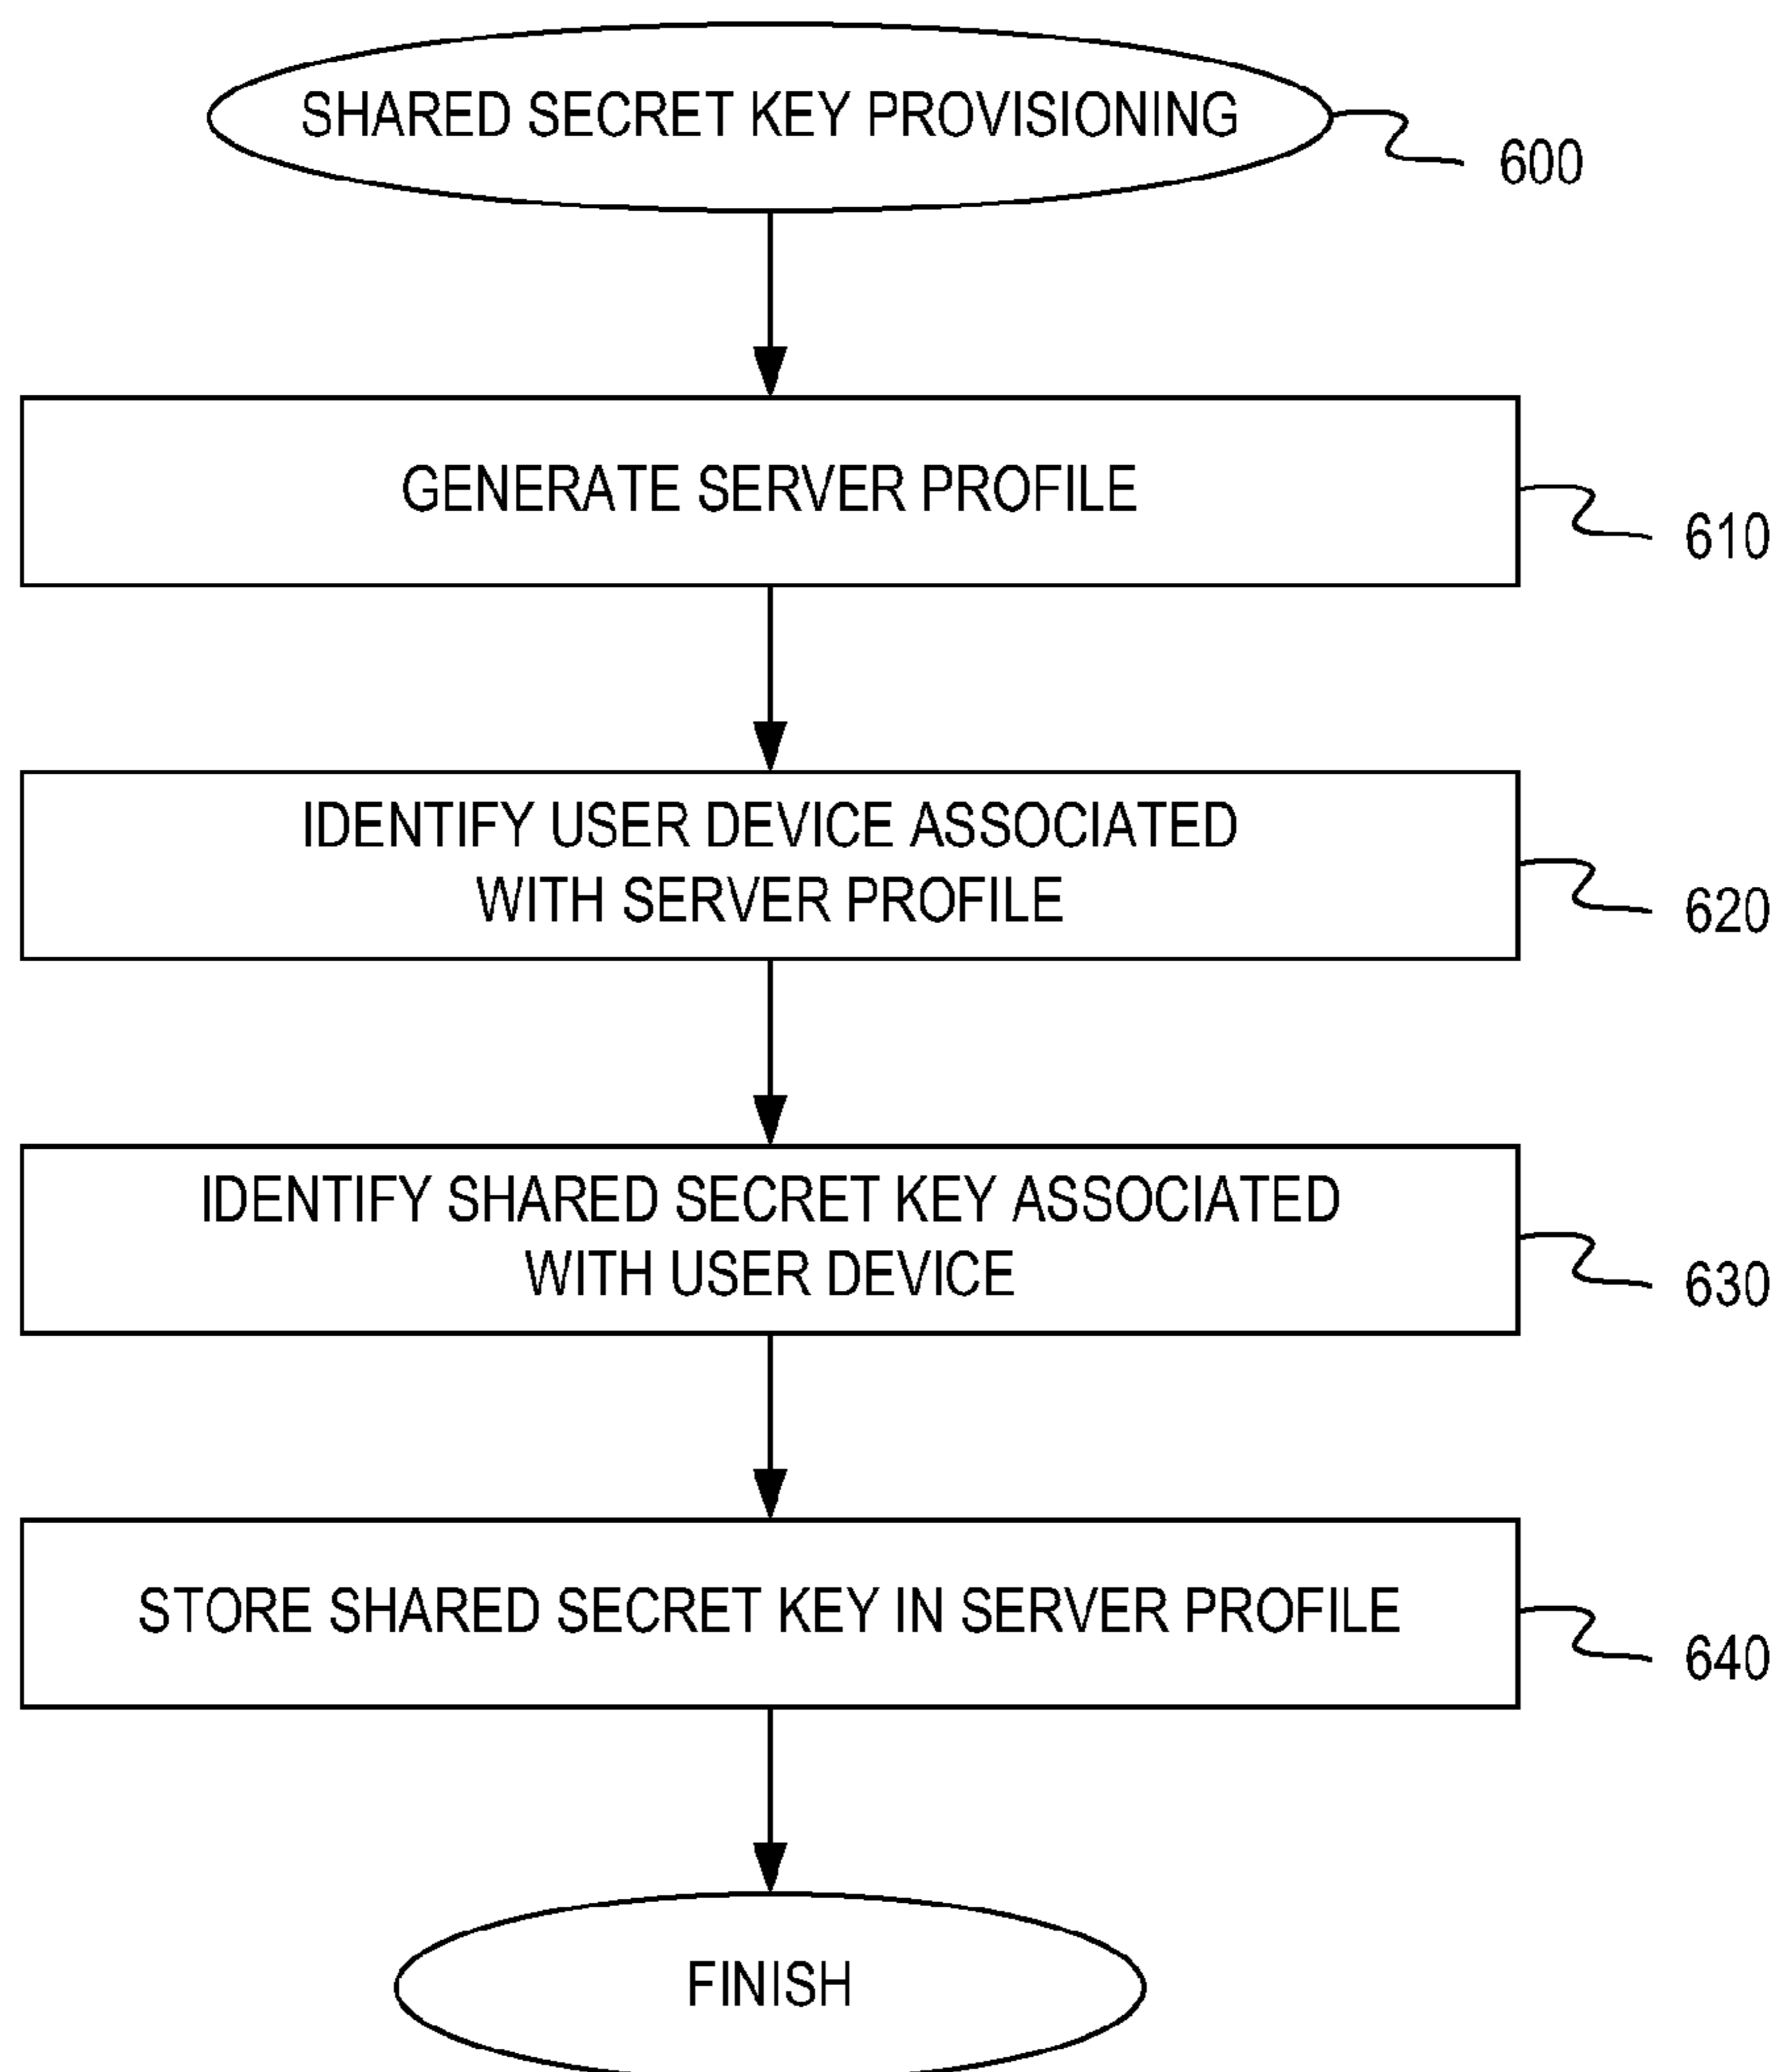 SHARED SECRET KEY PROVISIONING
600
GENERATE SERVER PROFILE
610
IDENTIFY USER DEVICE ASSOCIATED
WITH SERVER PROFILE
620
IDENTIFY SHARED SECRET KEY ASSOCIATED
WITH USER DEVICE
630
STORE SHARED SECRET KEY IN SERVER PROFILE
640
FINISH